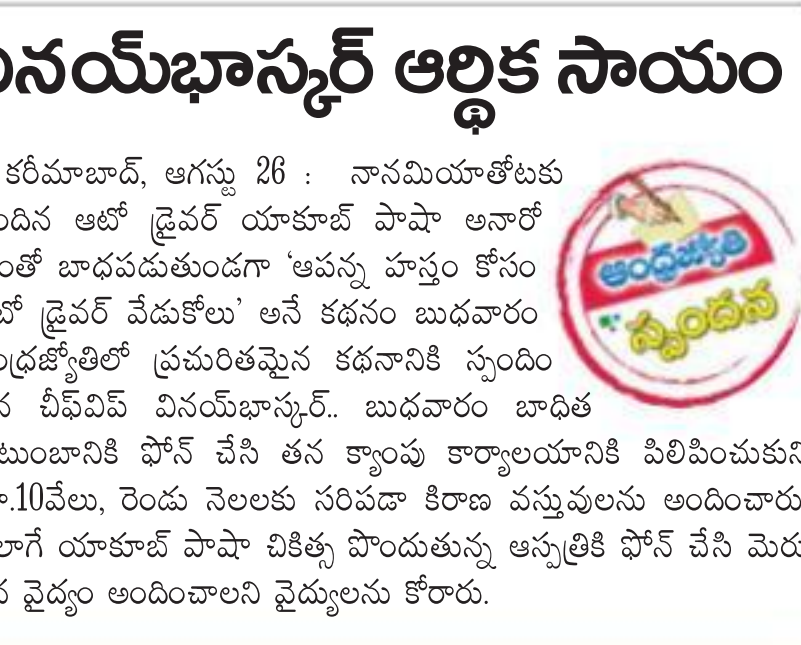 వినయ్‌భాస్కర్ ఆర్థిక సాయం
కరీమాబాద్, ఆగస్టు 26 : నానమియాతోటకు
ందిన ఆటో డ్రైవర్ యాకూబ్ పాషా అనారో
ంతో బాధపడుతుండగా ‘ఆపన్న హస్తం కోసం
టో డ్రైవర్ వేడుకోలు’ అనే కథనం బుధవారం
ంధ్రజ్యోతిలో ప్రచురితమైన కథనానికి స్పందిం
న చీఫ్‌విప్ వినయ్‌భాస్కర్.. బుధవారం బాధిత
టుంబానికి ఫోన్ చేసి తన క్యాంపు కార్యాలయానికి పిలిపించుకుని
రూ.10వేలు, రెండు నెలలకు సరిపడా కిరాణ వస్తువులను అందించారు
లాగే యాకూబ్ పాషా చికిత్స పొందుతున్న ఆస్పత్రికి ఫోన్ చేసి మెరు
న వైద్యం అందించాలని వైద్యులను కోరారు.
ఆంధ్రజ్యోతి
స్పందన